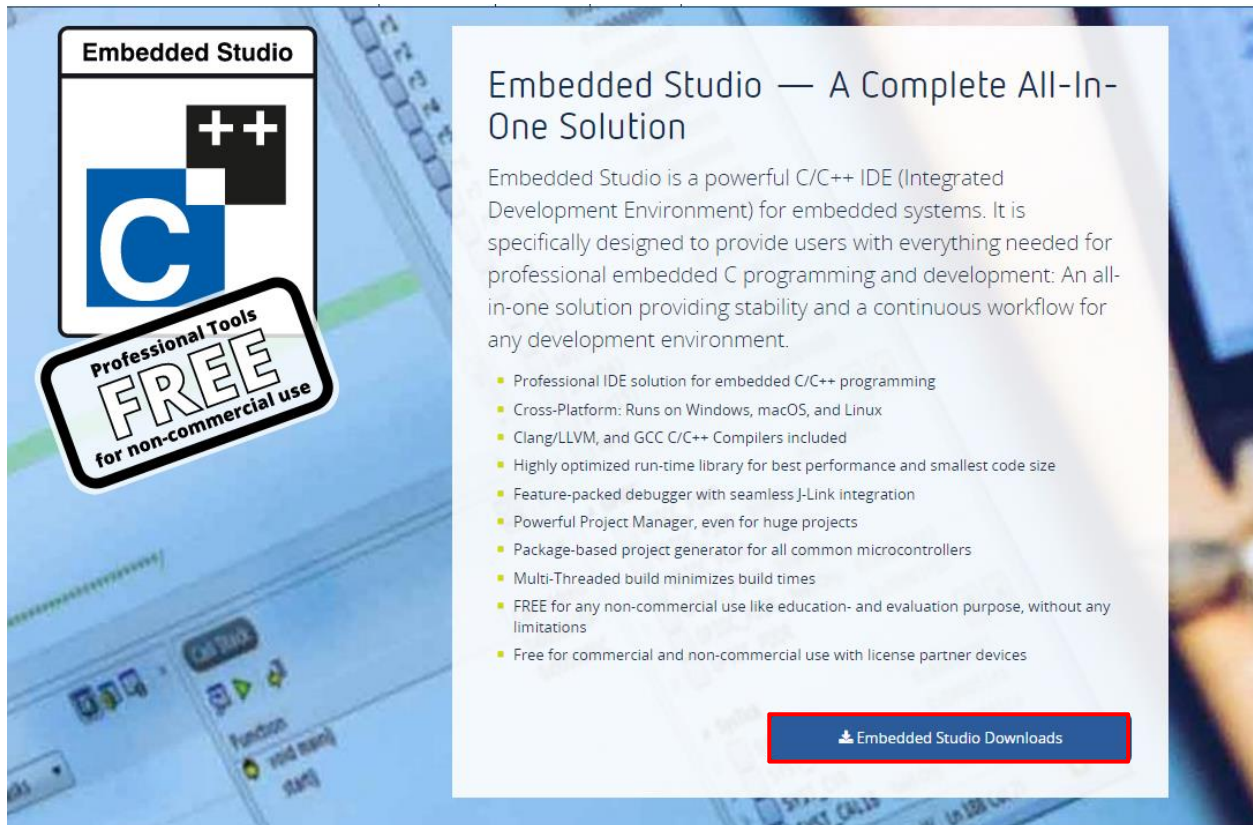 Embedded Studio
++
C
Professional Tools
FREE
for non-commercial use
Embedded Studio — A Complete All-In-
One Solution
Embedded Studio is a powerful C/C++ IDE (Integrated
Development Environment) for embedded systems. It is
specifically designed to provide users with everything needed for
professional embedded C programming and development: An all-
in-one solution providing stability and a continuous workflow for
any development environment.
Professional IDE solution for embedded C/C++ programming
Cross-Platform: Runs on Windows, macOS, and Linux
Clang/LLVM, and GCC C/C++ Compilers included
Highly optimized run-time library for best performance and smallest code size
Feature-packed debugger with seamless J-Link integration
Powerful Project Manager, even for huge projects
Package-based project generator for all common microcontrollers
Multi-Threaded build minimizes build times
FREE for any non-commercial use like education- and evaluation purpose, without any
limitations
Free for commercial and non-commercial use with license partner devices
Embedded Studio Downloads
Call Stack
Function
void main()
start()